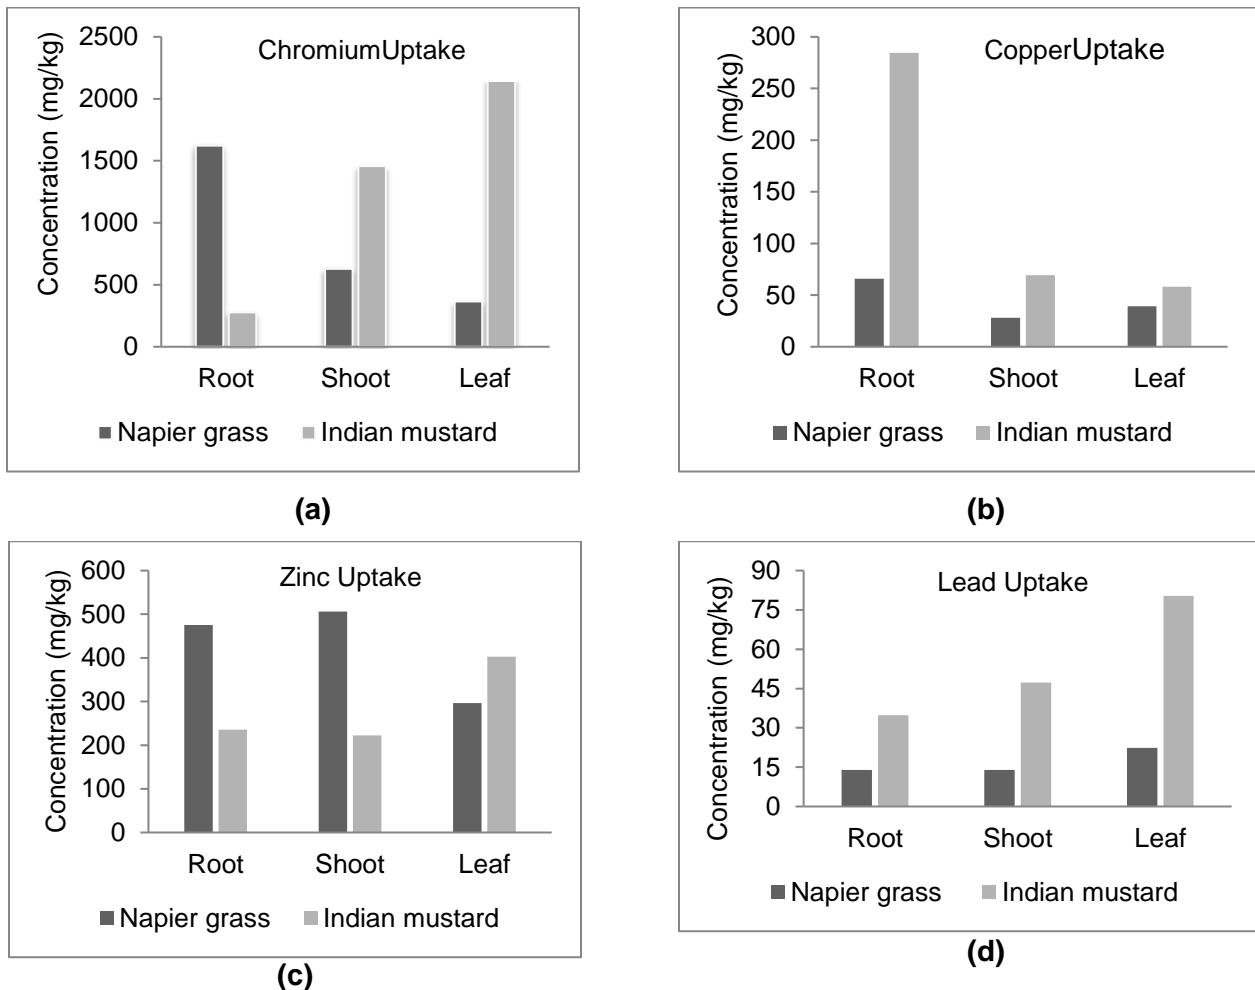 ChromiumUptake
Concentration (mg/kg)
2500
2000
1500
1000
500
0
Root Shoot Leaf
Napier grass Indian mustard
(a)
CopperUptake
Concentration (mg/kg)
300
250
200
150
100
50
0
Root Shoot Leaf
Napier grass Indian mustard
(b)
Zinc Uptake
Concentration (mg/kg)
600
500
400
300
200
100
0
Root Shoot Leaf
Napier grass Indian mustard
(c)
Lead Uptake
Concentration (mg/kg)
90
75
60
45
30
15
0
Root Shoot Leaf
Napier grass Indian mustard
(d)